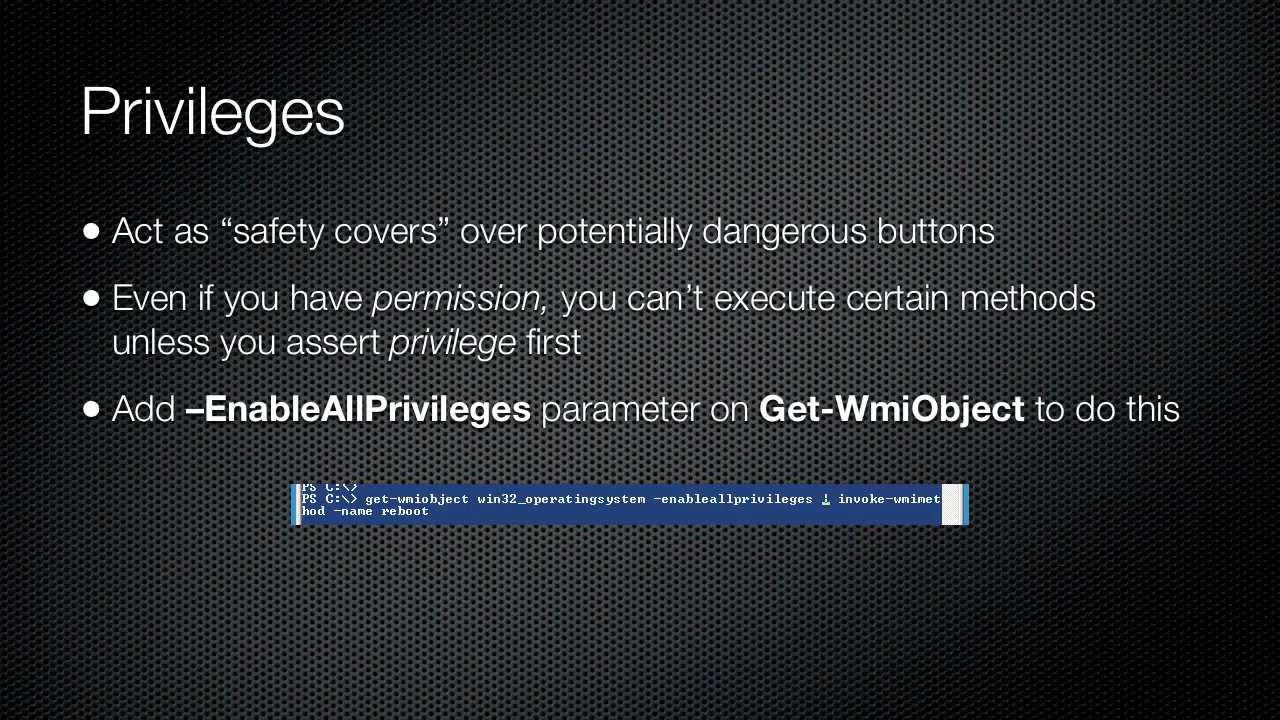 Privileges
● Act as “safety covers” over potentially dangerous buttons
● Even if you have permission, you can’t execute certain methods
unless you assert privilege first
● Add –EnableAllPrivileges parameter on Get-WmiObject to do this
PS C:\>
PS C:\> get-wmiobject win32_operatingsystem -enableallprivileges | invoke-wmimet
hod -name reboot